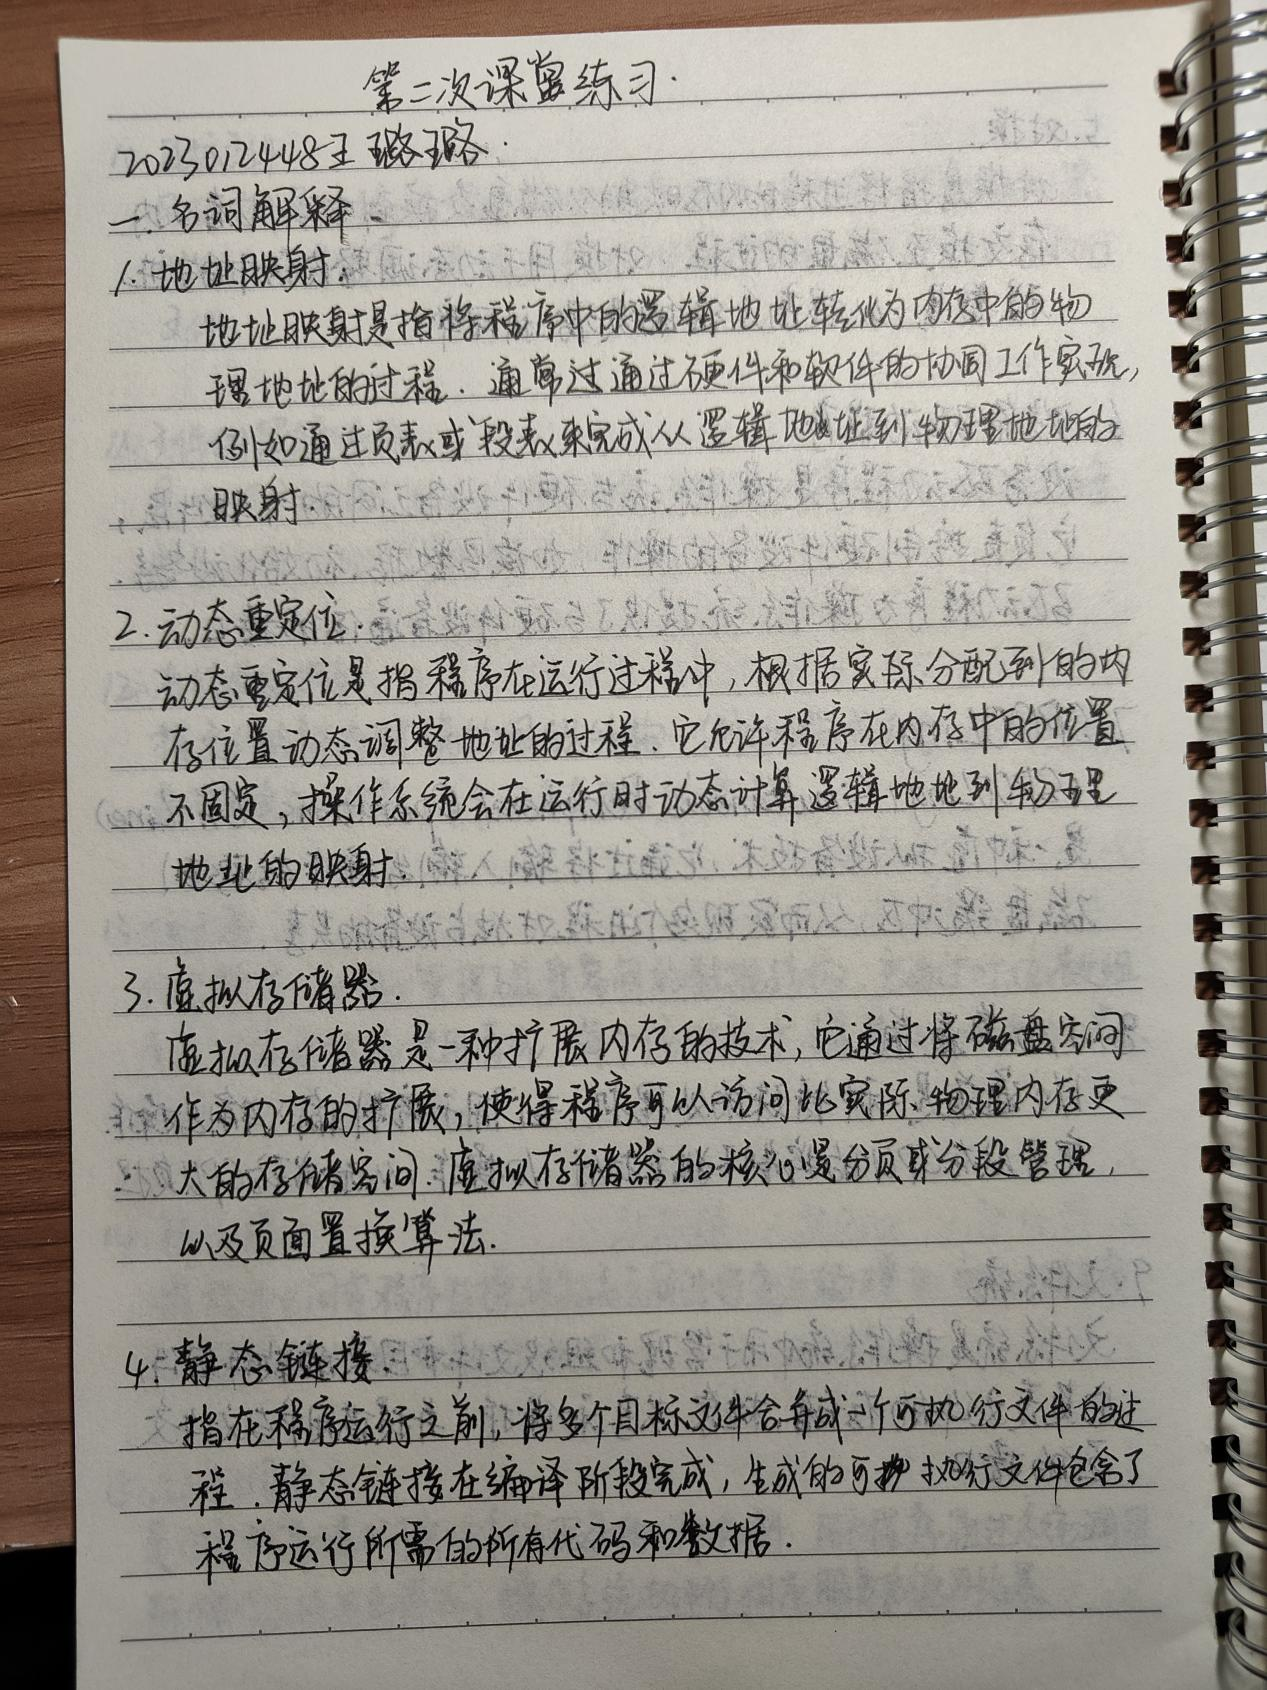 第二次课堂练习.
2023012448王璐璐.
一.名词解释
1.地址映射.
地址映射是指将程序中的逻辑地址转化为内存中的物
理地址的过程.通常过通过硬件和软件的协同工作实现,
例如通过页表或段表来完成从逻辑地址到物理地址的
映射.
2.动态重定位.
动态重定位是指程序在运行过程中,根据实际分配到的内
存位置动态调整地址的过程.它允许程序在内存中的位置
不固定,操作系统会在运行时动态计算逻辑地地到物理
地址的映射.
3.虚拟存储器.
虚拟存储器是一种扩展内存的技术,它通过将磁盘空间
作为内存的扩展,使得程序可以访问比实际物理内存更
大的存储空间.虚拟存储器的核心是分页或分段管理,
以及页面置换算法.
4.静态链接.
指在程序运行之前,将多个目标文件合并成一个可执行文件的过
程.静态链接在编译阶段完成,生成的可执行文件包含了
程序运行所需的所有代码和数据.